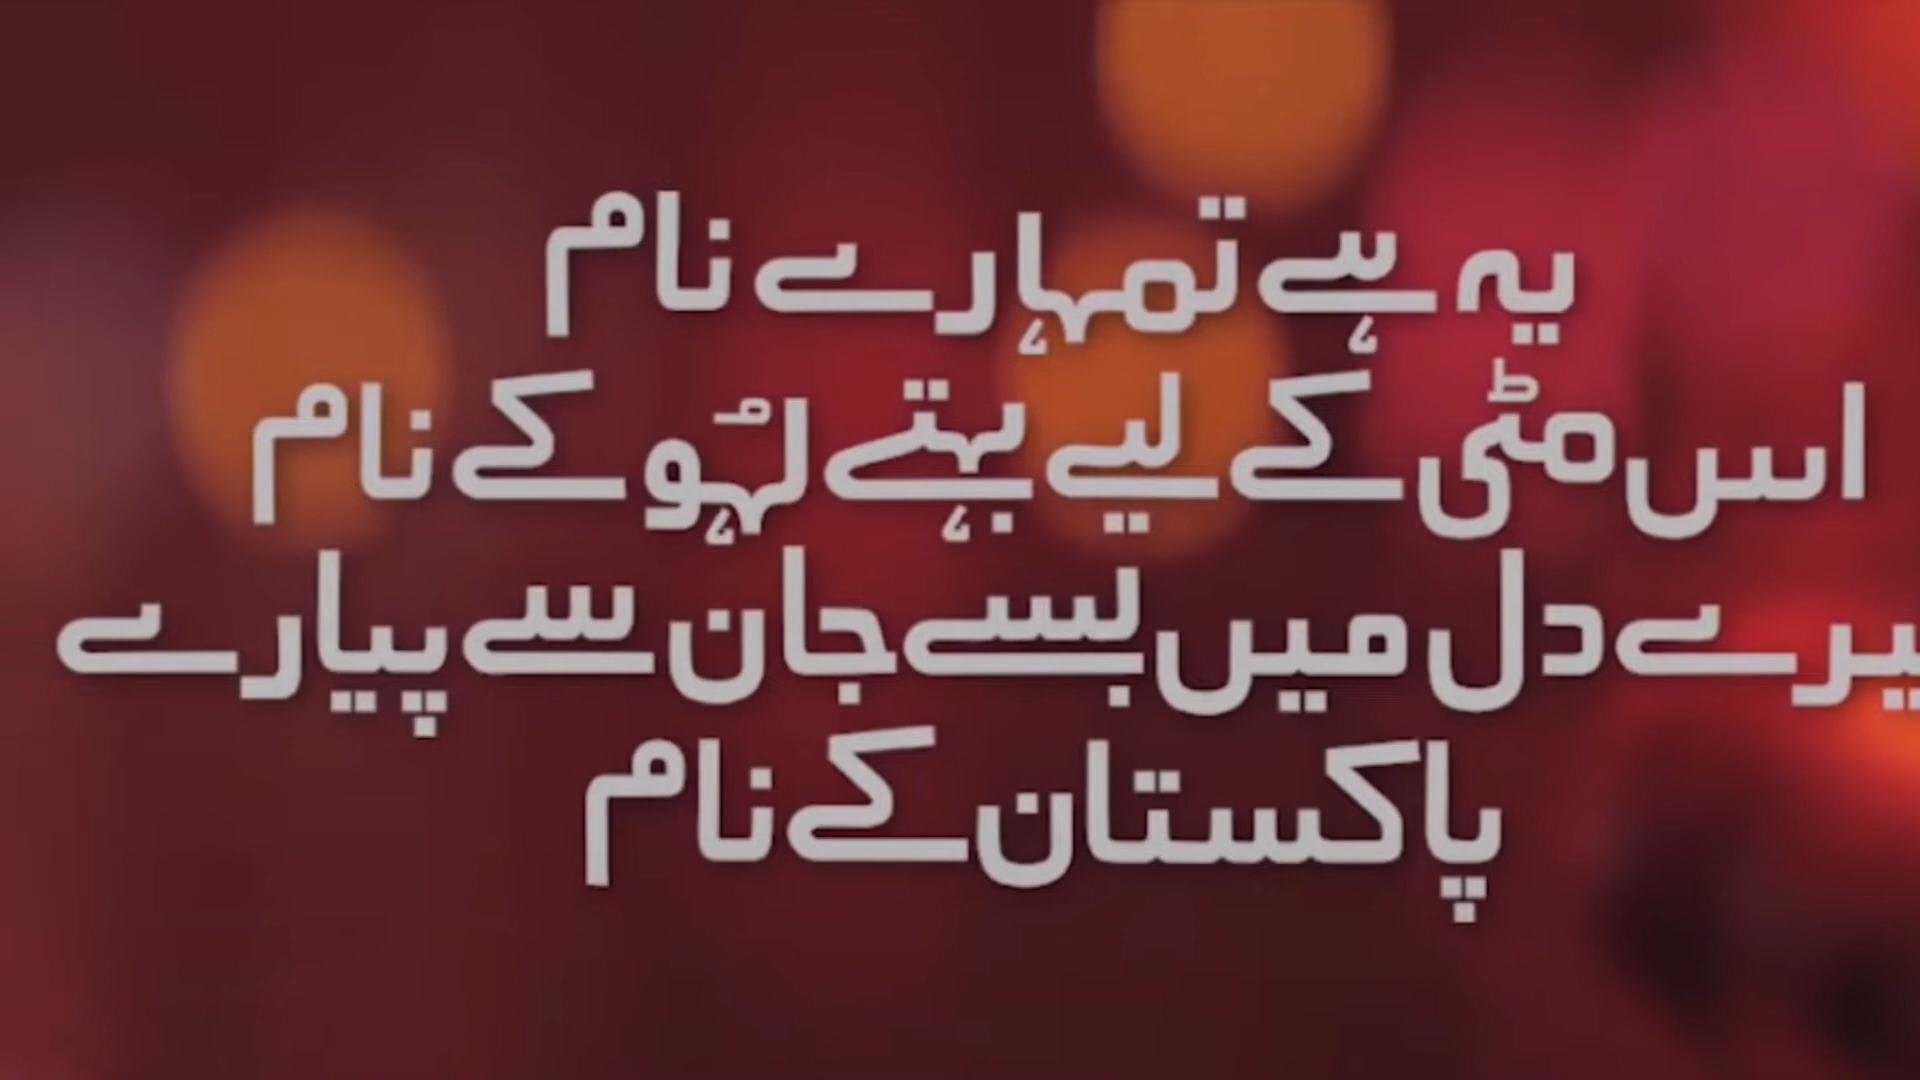 یہ ہے تمہارے نام
اس مٹی کے لیے بہتے لہُو کے نام
دل میں بسے جان سے پیارے
پاکستان کے نام